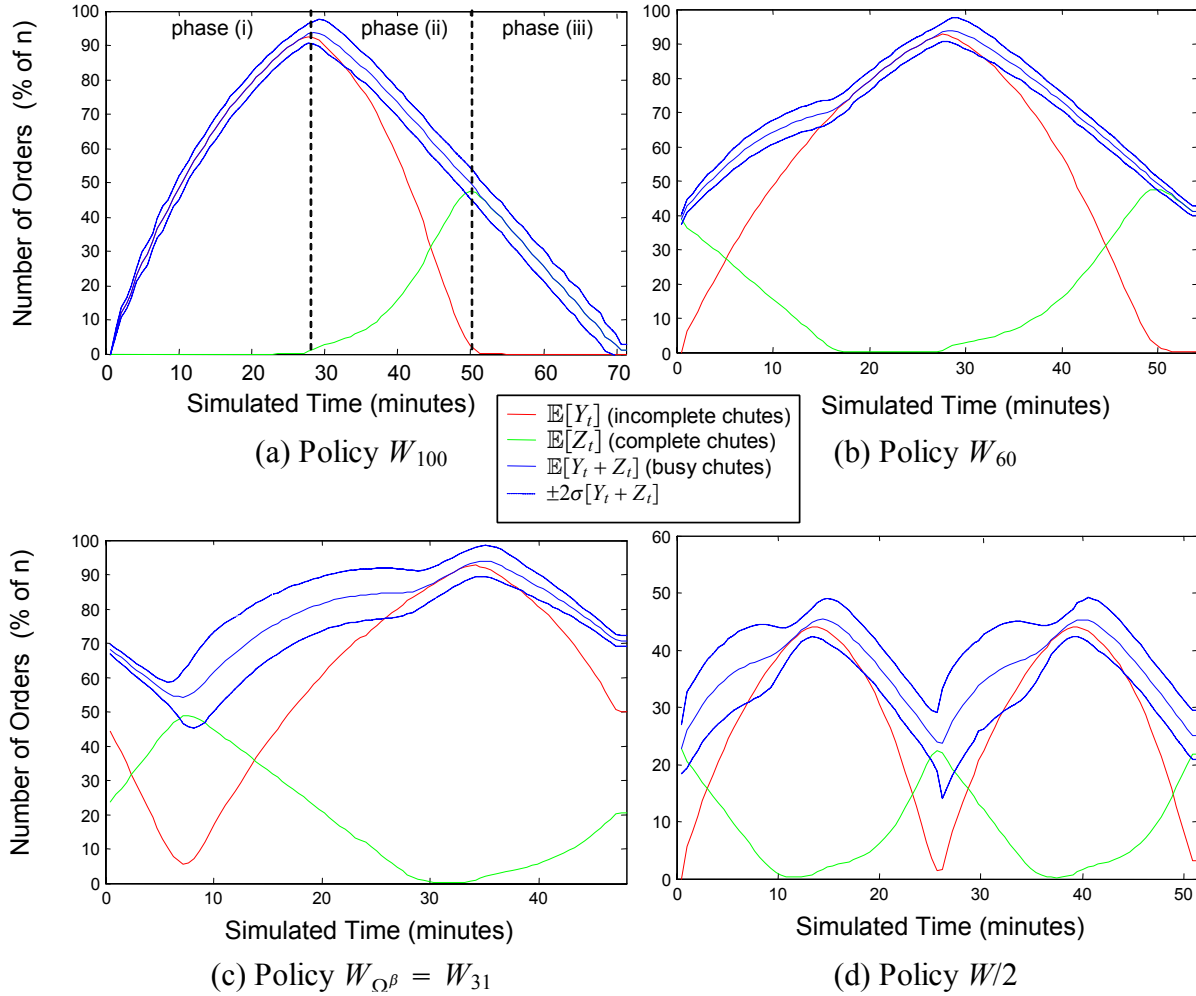 Number of Orders (% of n)
100
90
80
70
60
50
40
30
20
10
0
phase (i)
phase (ii)
phase (iii)
0 10 20 30 40 50 60 70
Simulated Time (minutes)
(a) Policy W₁₀₀
100
90
80
70
60
50
40
30
20
10
0
0 10 20 30 40 50
Simulated Time (minutes)
(b) Policy W₆₀
𝔼[Yₜ] (incomplete chutes)
𝔼[Zₜ] (complete chutes)
𝔼[Yₜ + Zₜ] (busy chutes)
±2σ[Yₜ + Zₜ]
Number of Orders (% of n)
100
90
80
70
60
50
40
30
20
10
0
0 10 20 30 40
Simulated Time (minutes)
(c) Policy W_Ω^β = W₃₁
60
50
40
30
20
10
0
0 10 20 30 40 50
Simulated Time (minutes)
(d) Policy W/2